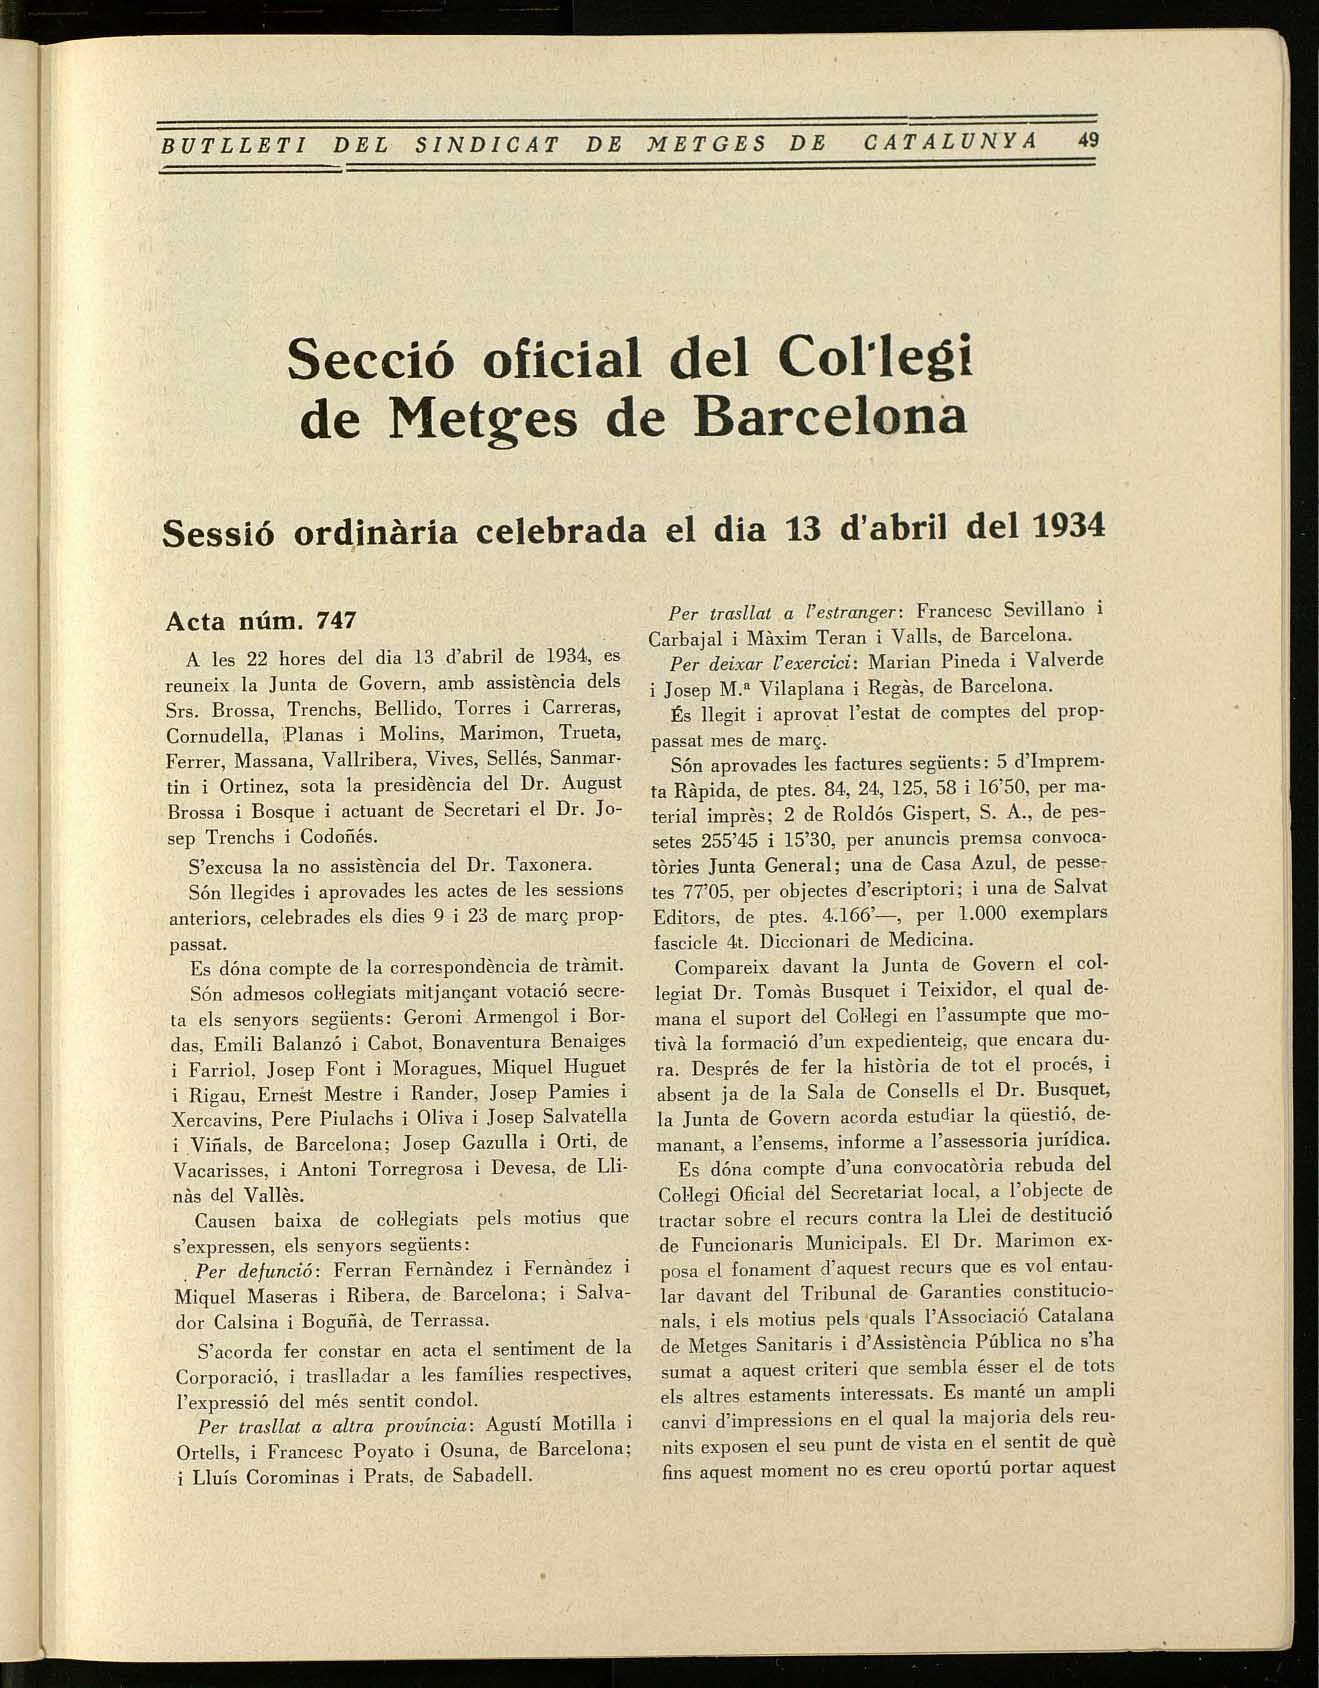 BUTLLETI DEL SINDICAT DE METGES DE CATALUNYA 49
Secció oficial del Col·legi
de Metges de Barcelona
Sessió ordinària celebrada el dia 13 d'abril del 1934
Acta núm. 747
A les 22 hores del dia 13 d'abril de 1934, es
reuneix la Junta de Govern, amb assistència dels
Srs. Brossa, Trenchs, Bellido, Torres i Carreras,
Cornudella, Planas i Molins, Marimon, Trueta,
Ferrer, Massana, Vallribera, Vives, Sellés, Sanmar-
tin i Ortinez, sota la presidència del Dr. August
Brossa i Bosque i actuant de Secretari el Dr. Jo-
sep Trenchs i Codoñés.
S'excusa la no assistència del Dr. Taxonera.
Són llegides i aprovades les actes de les sessions
anteriors, celebrades els dies 9 i 23 de març prop-
passat.
Es dóna compte de la correspondència de tràmit.
Són admesos col·legiats mitjançant votació secre-
ta els senyors següents: Geroni Armengol i Bor-
das, Emili Balanzó i Cabot, Bonaventura Benaiges
i Farriol, Josep Font i Moragues, Miquel Huguet
i Rigau, Ernest Mestre i Rander, Josep Pamies i
Xercavins, Pere Piulachs i Oliva i Josep Salvatella
i Viñals, de Barcelona; Josep Gazulla i Orti, de
Vacarisses, i Antoni Torregrosa i Devesa, de Lli-
nàs del Vallès.
Causen baixa de col·legiats pels motius que
s'expressen, els senyors següents:
Per defunció: Ferran Fernàndez i Fernàndez i
Miquel Maseras i Ribera, de Barcelona; i Salva-
dor Calsina i Boguñà, de Terrassa.
S'acorda fer constar en acta el sentiment de la
Corporació, i traslladar a les famílies respectives,
l'expressió del més sentit condol.
Per trasllat a altra província: Agustí Motilla i
Ortells, i Francesc Poyato i Osuna, de Barcelona;
i Lluís Corominas i Prats, de Sabadell.
Per trasllat a l'estranger: Francesc Sevillano i
Carbajal i Màxim Teran i Valls, de Barcelona.
Per deixar l'exercici: Marian Pineda i Valverde
i Josep M.ª Vilaplana i Regàs, de Barcelona.
És llegit i aprovat l'estat de comptes del prop-
passat mes de març.
Són aprovades les factures següents: 5 d'Imprem-
ta Ràpida, de ptes. 84, 24, 125, 58 i 16'50, per ma-
terial imprès; 2 de Roldós Gispert, S. A., de pes-
setes 255'45 i 15'30, per anuncis premsa convoca-
tòries Junta General; una de Casa Azul, de pesse-
tes 77'05, per objectes d'escriptori; i una de Salvat
Editors, de ptes. 4.166'—, per 1.000 exemplars
fascicle 4t. Diccionari de Medicina.
Compareix davant la Junta de Govern el col-
legiat Dr. Tomàs Busquet i Teixidor, el qual de-
mana el suport del Col·legi en l'assumpte que mo-
tivà la formació d'un expedienteig, que encara du-
ra. Després de fer la història de tot el procés, i
absent ja de la Sala de Consells el Dr. Busquet,
la Junta de Govern acorda estudiar la qüestió, de-
manant, a l'ensems, informe a l'assessoria jurídica.
Es dóna compte d'una convocatòria rebuda del
Col·legi Oficial del Secretariat local, a l'objecte de
tractar sobre el recurs contra la Llei de destitució
de Funcionaris Municipals. El Dr. Marimon ex-
posa el fonament d'aquest recurs que es vol entau-
lar davant del Tribunal de Garanties constitucio-
nals, i els motius pels quals l'Associació Catalana
de Metges Sanitaris i d'Assistència Pública no s'ha
sumat a aquest criteri que sembla ésser el de tots
els altres estaments interessats. Es manté un ampli
canvi d'impressions en el qual la majoria dels reu-
nits exposen el seu punt de vista en el sentit de què
fins aquest moment no es creu oportú portar aquest